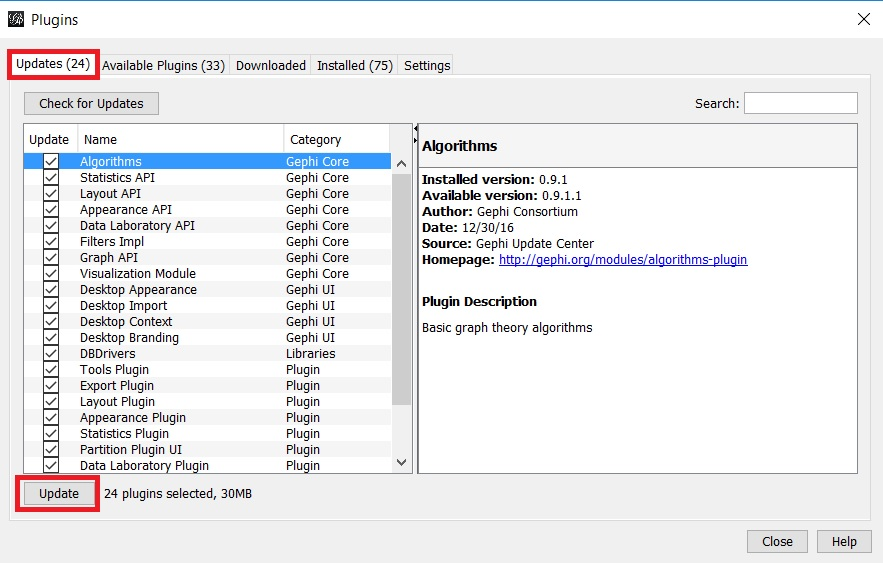 Plugins
Updates (24) Available Plugins (33) Downloaded Installed (75) Settings
Check for Updates Search:
Update Name Category
Algorithms Gephi Core
Statistics API Gephi Core
Layout API Gephi Core
Appearance API Gephi Core
Data Laboratory API Gephi Core
Filters Impl Gephi Core
Graph API Gephi Core
Visualization Module Gephi Core
Desktop Appearance Gephi UI
Desktop Import Gephi UI
Desktop Context Gephi UI
Desktop Branding Gephi UI
DBDrivers Libraries
Tools Plugin Plugin
Export Plugin Plugin
Layout Plugin Plugin
Appearance Plugin Plugin
Statistics Plugin Plugin
Partition Plugin UI Plugin
Data Laboratory Plugin Plugin
Algorithms
Installed version: 0.9.1
Available version: 0.9.1.1
Author: Gephi Consortium
Date: 12/30/16
Source: Gephi Update Center
Homepage: http://gephi.org/modules/algorithms-plugin
Plugin Description
Basic graph theory algorithms
Update 24 plugins selected, 30MB
Close Help